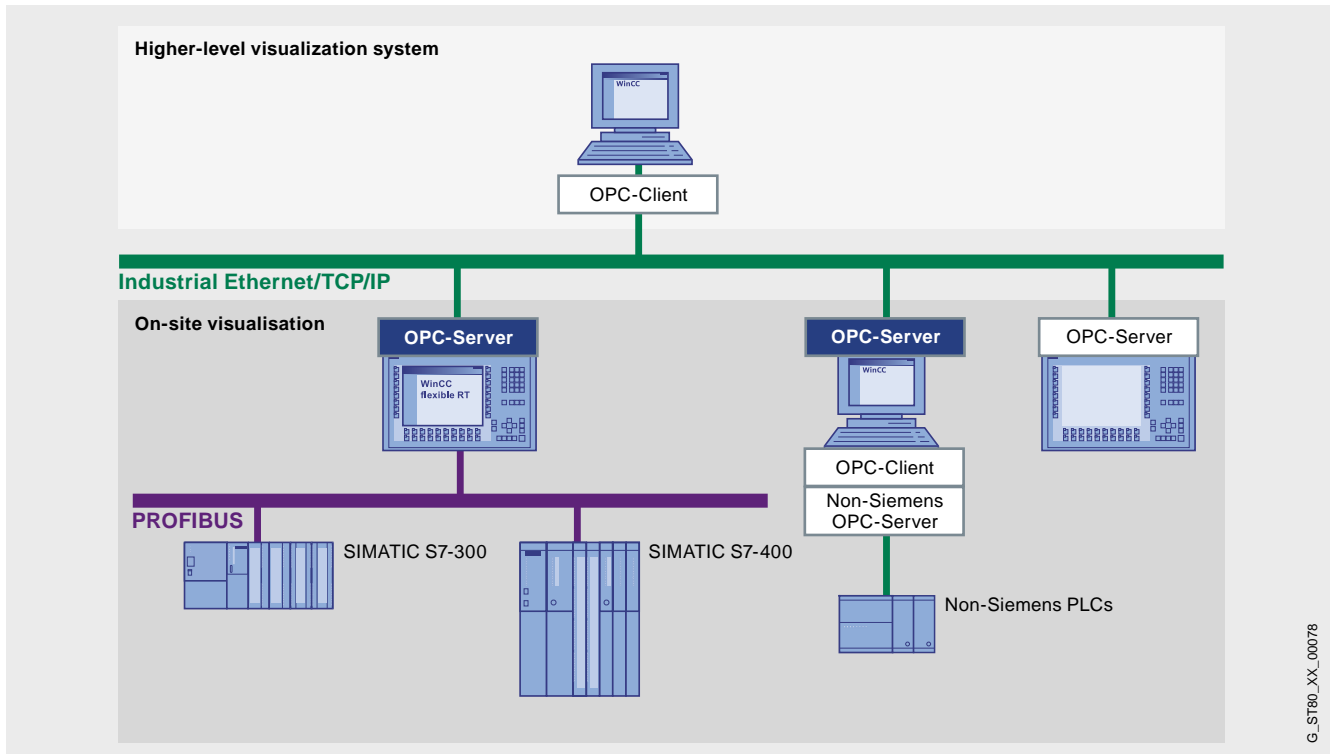 Higher-level visualization system
WinCC
OPC-Client
Industrial Ethernet/TCP/IP
On-site visualisation
OPC-Server
OPC-Server
OPC-Server
WinCC
flexible RT
WinCC
OPC-Client
Non-Siemens
OPC-Server
PROFIBUS
SIMATIC S7-300
SIMATIC S7-400
Non-Siemens PLCs
G_ST80_XX_00078